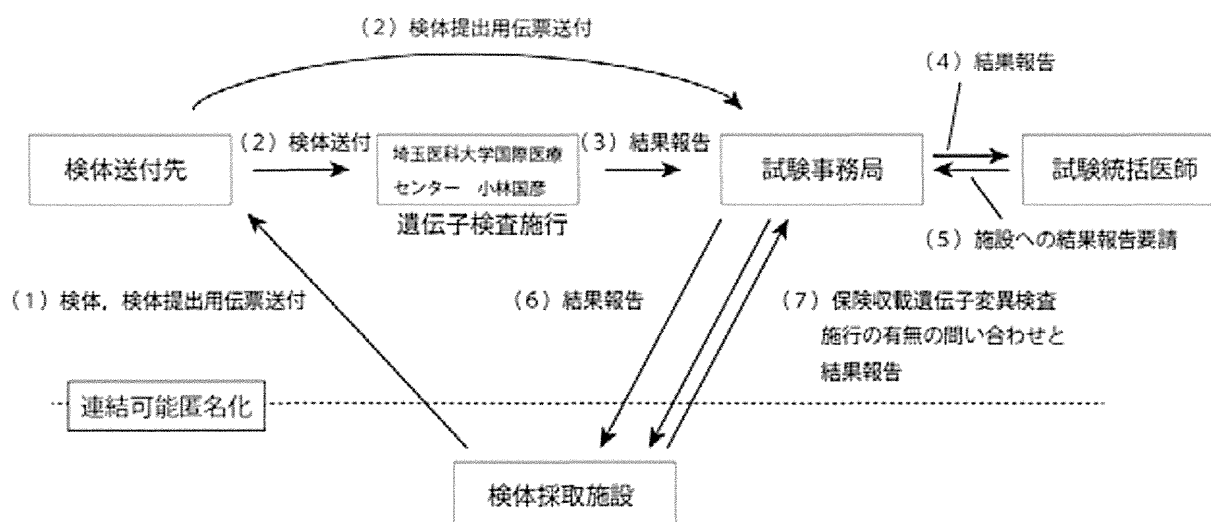 (2)検体提出用伝票送付
(4)結果報告
検体送付先
(2)検体送付
埼玉医科大学国際医療
センター 小林国彦
遺伝子検査施行
(3)結果報告
試験事務局
試験統括医師
(5)施設への結果報告要請
(1)検体,検体提出用伝票送付
(6)結果報告
(7)保険収載遺伝子変異検査
施行の有無の問い合わせと
結果報告
連結可能匿名化
検体採取施設